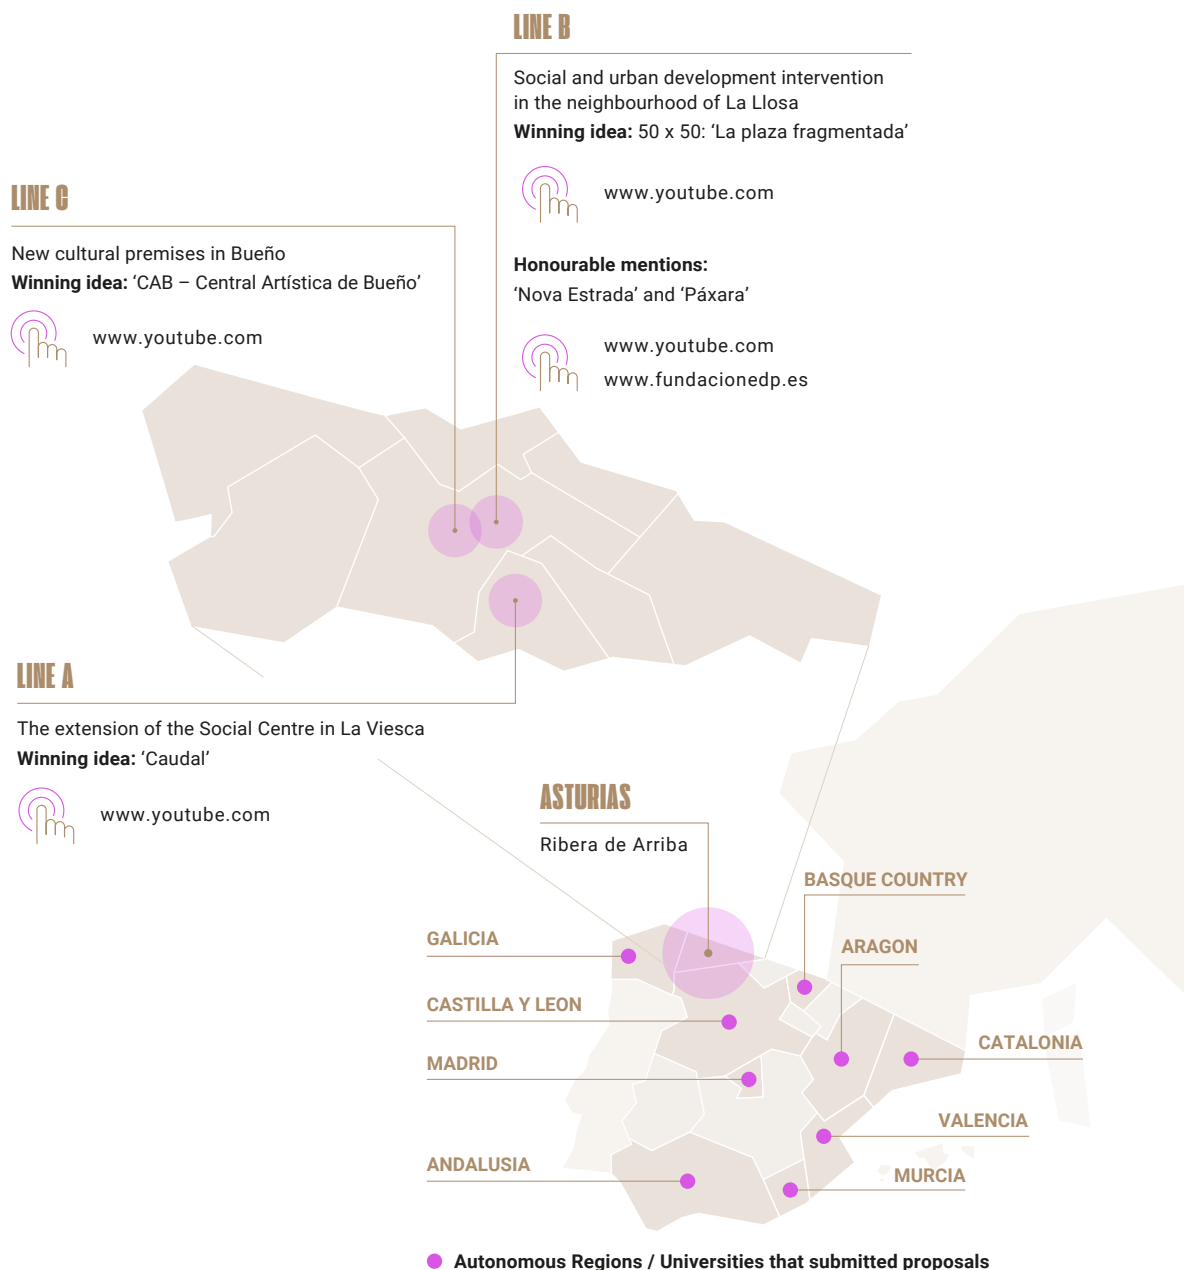 LINE B
Social and urban development intervention
in the neighbourhood of La Llosa
Winning idea: 50 x 50: ‘La plaza fragmentada’
www.youtube.com
Honourable mentions:
‘Nova Estrada’ and ‘Páxara’
www.youtube.com
www.fundacionedp.es
LINE C
New cultural premises in Bueño
Winning idea: ‘CAB – Central Artística de Bueño’
www.youtube.com
LINE A
The extension of the Social Centre in La Viesca
Winning idea: ‘Caudal’
www.youtube.com
ASTURIAS
Ribera de Arriba
BASQUE COUNTRY
GALICIA
ARAGON
CASTILLA Y LEON
CATALONIA
MADRID
VALENCIA
ANDALUSIA
MURCIA
Autonomous Regions / Universities that submitted proposals